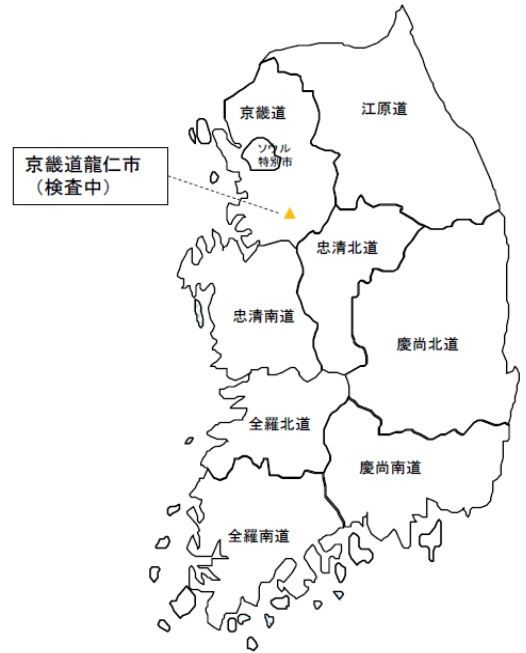 京畿道
江原道
ソウル
特別市
京畿道龍仁市
（検査中）
忠清北道
忠清南道
慶尚北道
全羅北道
慶尚南道
全羅南道